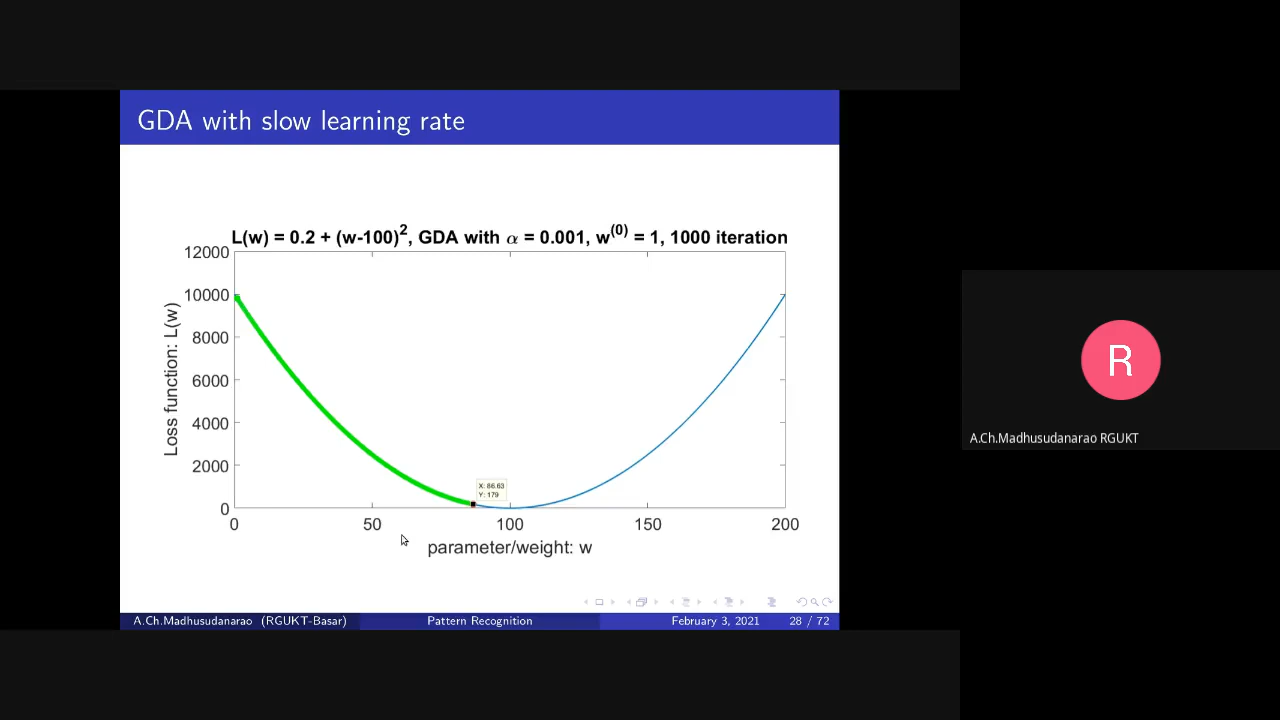 GDA with slow learning rate
L(w) = 0.2 + (w-100)², GDA with α = 0.001, w⁽⁰⁾ = 1, 1000 iteration
12000
10000
8000
6000
4000
2000
0
Loss function: L(w)
X: 86.63
Y: 179
0 50 100 150 200
parameter/weight: w
A.Ch.Madhusudanarao (RGUKT-Basar) Pattern Recognition February 3, 2021 28 / 72
R
A.Ch.Madhusudanarao RGUKT